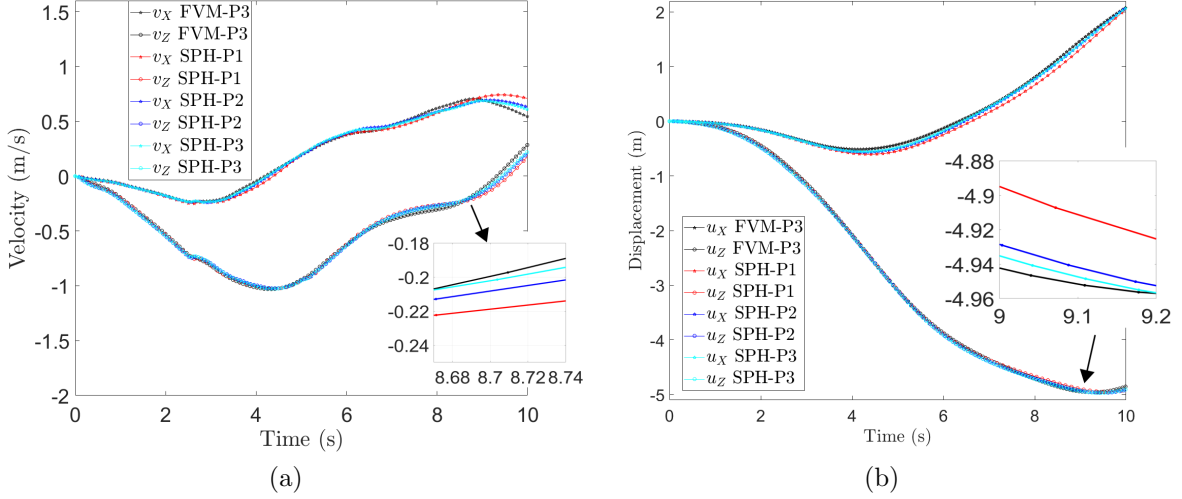 v_X FVM-P3
v_Z FVM-P3
v_X SPH-P1
v_Z SPH-P1
v_X SPH-P2
v_Z SPH-P2
v_X SPH-P3
v_Z SPH-P3
1.5
1
0.5
0
-0.5
-1
-1.5
-2
Velocity (m/s)
-0.18
-0.2
-0.22
-0.24
8.68 8.7 8.72 8.74
0 2 4 6 8 10
Time (s)
(a)
2
1
0
-1
-2
-3
-4
-5
Displacement (m)
u_X FVM-P3
u_Z FVM-P3
u_X SPH-P1
u_Z SPH-P1
u_X SPH-P2
u_Z SPH-P2
u_X SPH-P3
u_Z SPH-P3
-4.88
-4.9
-4.92
-4.94
-4.96
9 9.1 9.2
0 2 4 6 8 10
Time (s)
(b)